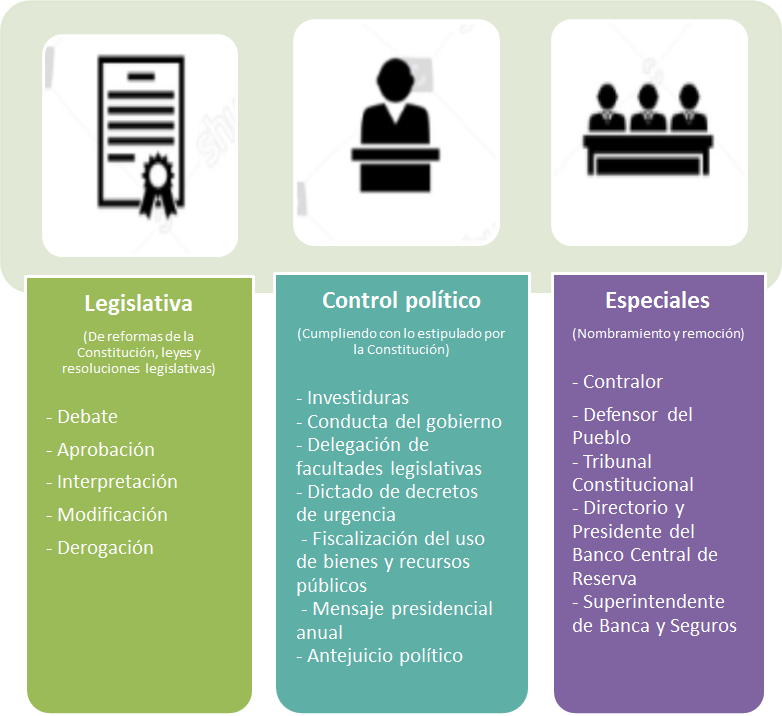 Legislativa
(De reformas de la
Constitución, leyes y
resoluciones legislativas)
- Debate
- Aprobación
- Interpretación
- Modificación
- Derogación
Control político
(Cumpliendo con lo estipulado por
la Constitución)
- Investiduras
- Conducta del gobierno
- Delegación de
facultades legislativas
- Dictado de decretos
de urgencia
- Fiscalización del uso
de bienes y recursos
públicos
- Mensaje presidencial
anual
- Antejuicio político
Especiales
(Nombramiento y remoción)
- Contralor
- Defensor del
Pueblo
- Tribunal
Constitucional
- Directorio y
Presidente del
Banco Central de
Reserva
- Superintendente
de Banca y Seguros